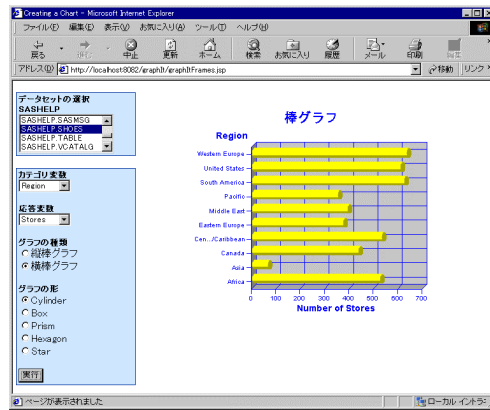 Creating a Chart - Microsoft Internet Explorer
ファイル(F) 編集(E) 表示(V) お気に入り(A) ツール(T) ヘルプ(H)
戻る 進む 中止 更新 ホーム 検索 お気に入り 履歴 メール 印刷 編集
アドレス(D) http://localhost:8082/graphIt/graphItFrames.jsp 移動 リンク
データセットの選択
SASHELP
SASHELP.SASMSG
SASHELP.SHOES
SASHELP.TABLE
SASHELP.VCATALG
カテゴリ変数
Region
応答変数
Stores
グラフの種類
縦棒グラフ
横棒グラフ
グラフの形
Cylinder
Box
Prism
Hexagon
Star
実行
棒グラフ
Region
Western Europe
United States
South America
Pacific
Middle East
Eastern Europe
Cen.../Caribbean
Canada
Asia
Africa
0 100 200 300 400 500 600 700
Number of Stores
ページが表示されました
ローカル イントラ